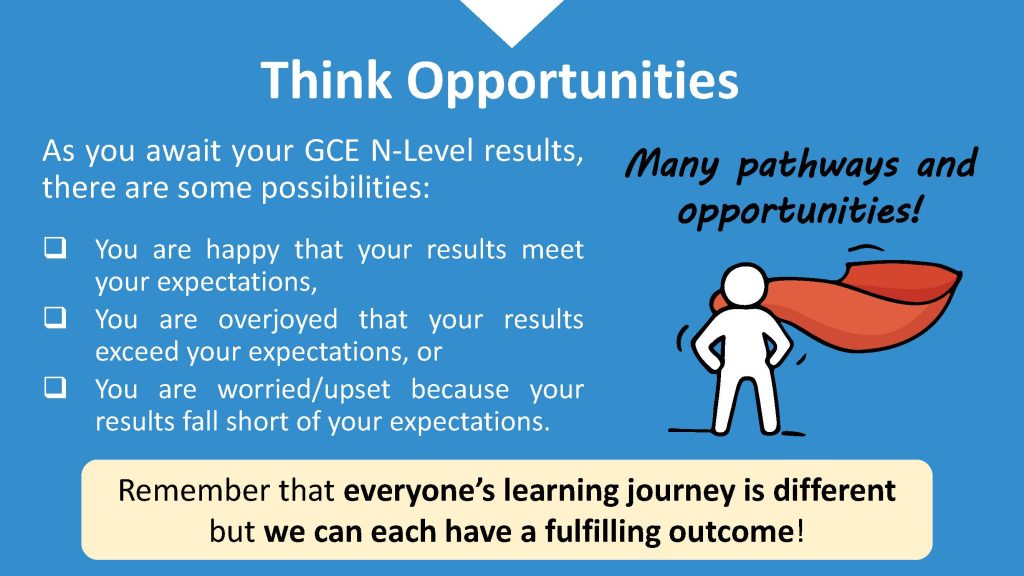 Think Opportunities
As you await your GCE N-Level results,
there are some possibilities:
❑ You are happy that your results meet
your expectations,
❑ You are overjoyed that your results
exceed your expectations, or
❑ You are worried/upset because your
results fall short of your expectations.
Many pathways and
opportunities!
Remember that everyone’s learning journey is different
but we can each have a fulfilling outcome!